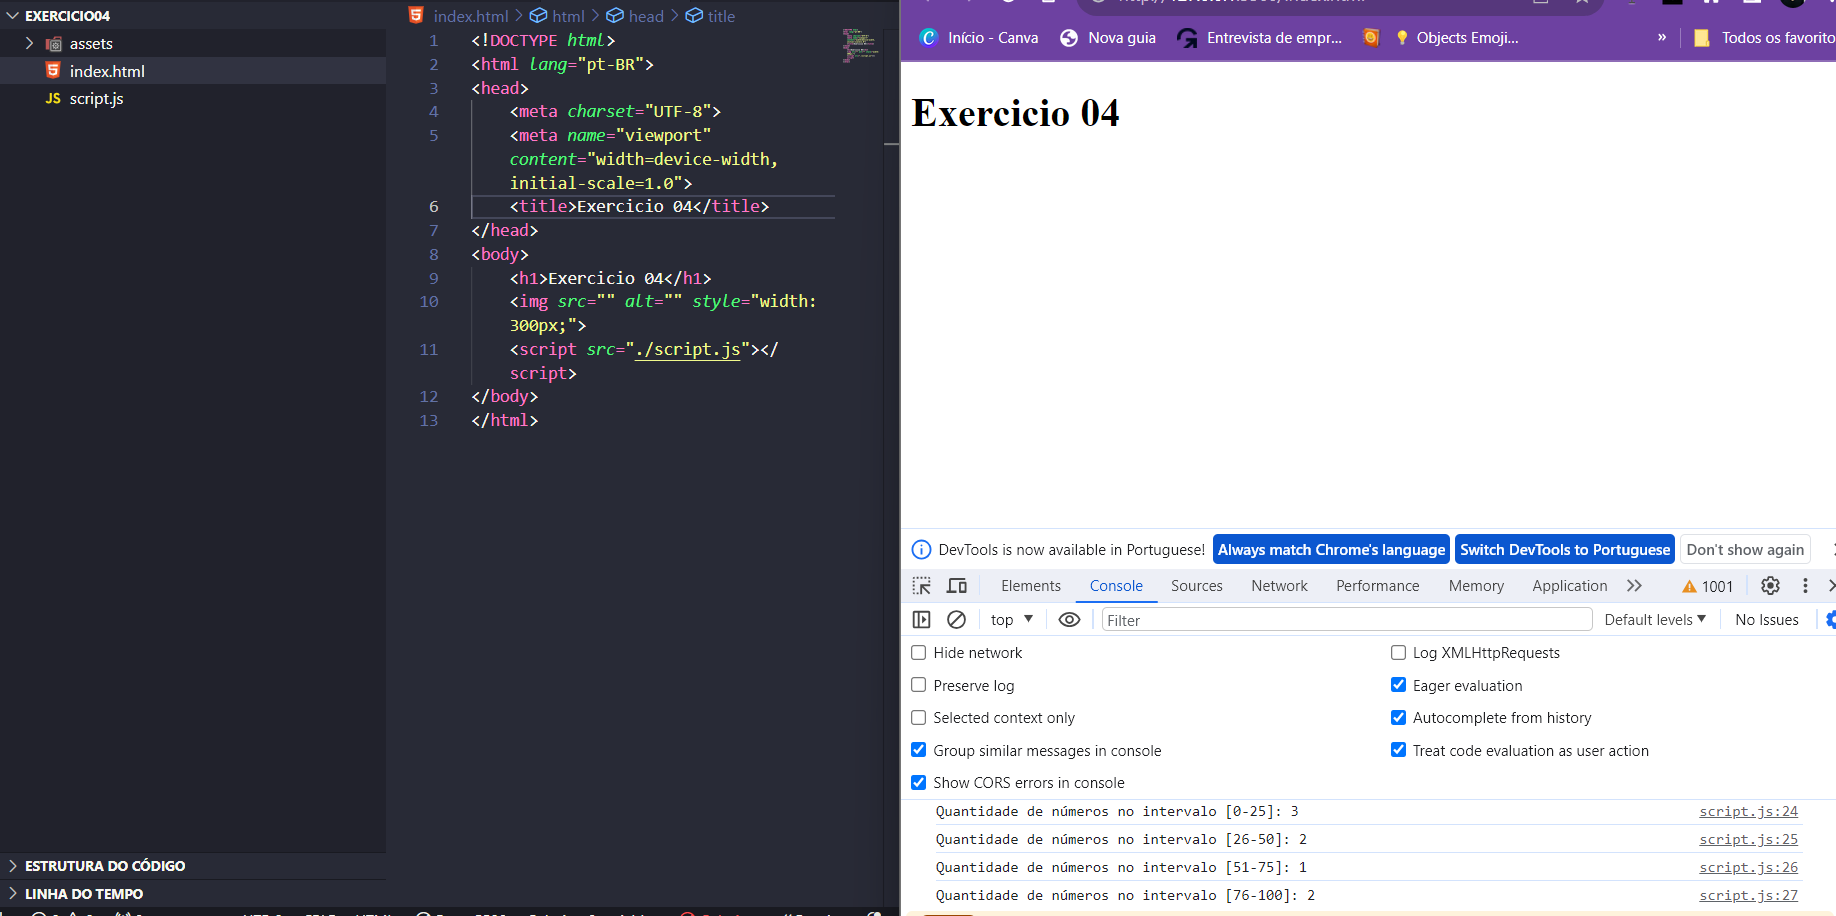 EXERCICIO04
assets
index.html
JS script.js
ESTRUTURA DO CÓDIGO
LINHA DO TEMPO
index.html > html > head > title
1 <!DOCTYPE html>
2 <html lang="pt-BR">
3 <head>
4 <meta charset="UTF-8">
5 <meta name="viewport"
content="width=device-width,
initial-scale=1.0">
6 <title>Exercicio 04</title>
7 </head>
8 <body>
9 <h1>Exercicio 04</h1>
10 <img src="" alt="" style="width:
300px;">
11 <script src="./script.js"></
script>
12 </body>
13 </html>
Início - Canva Nova guia Entrevista de empr... Objects Emoji... » Todos os favorito
Exercicio 04
DevTools is now available in Portuguese! Always match Chrome's language Switch DevTools to Portuguese Don't show again
Elements Console Sources Network Performance Memory Application 1001
top Filter Default levels No Issues
Hide network Log XMLHttpRequests
Preserve log Eager evaluation
Selected context only Autocomplete from history
Group similar messages in console Treat code evaluation as user action
Show CORS errors in console
Quantidade de números no intervalo [0-25]: 3 script.js:24
Quantidade de números no intervalo [26-50]: 2 script.js:25
Quantidade de números no intervalo [51-75]: 1 script.js:26
Quantidade de números no intervalo [76-100]: 2 script.js:27